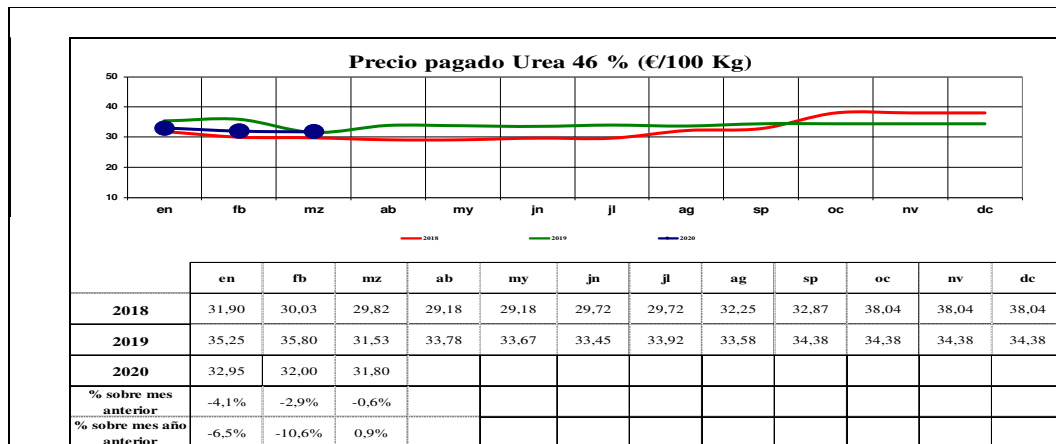 Precio pagado Urea 46 % (€/100 Kg)
50
40
30
20
10
en fb mz ab my jn jl ag sp oc nv dc
2018 2019 2020
en fb mz ab my jn jl ag sp oc nv dc
2018 31,90 30,03 29,82 29,18 29,18 29,72 29,72 32,25 32,87 38,04 38,04 38,04
2019 35,25 35,80 31,53 33,78 33,67 33,45 33,92 33,58 34,38 34,38 34,38 34,38
2020 32,95 32,00 31,80
% sobre mes
anterior -4,1% -2,9% -0,6%
% sobre mes año
anterior -6,5% -10,6% 0,9%